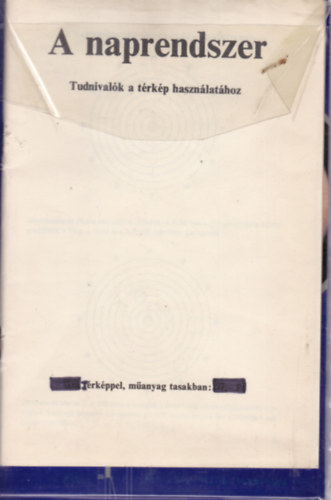 A naprendszer
Tudnivalók a térkép használatához
térképpel, műanyag tasakban: